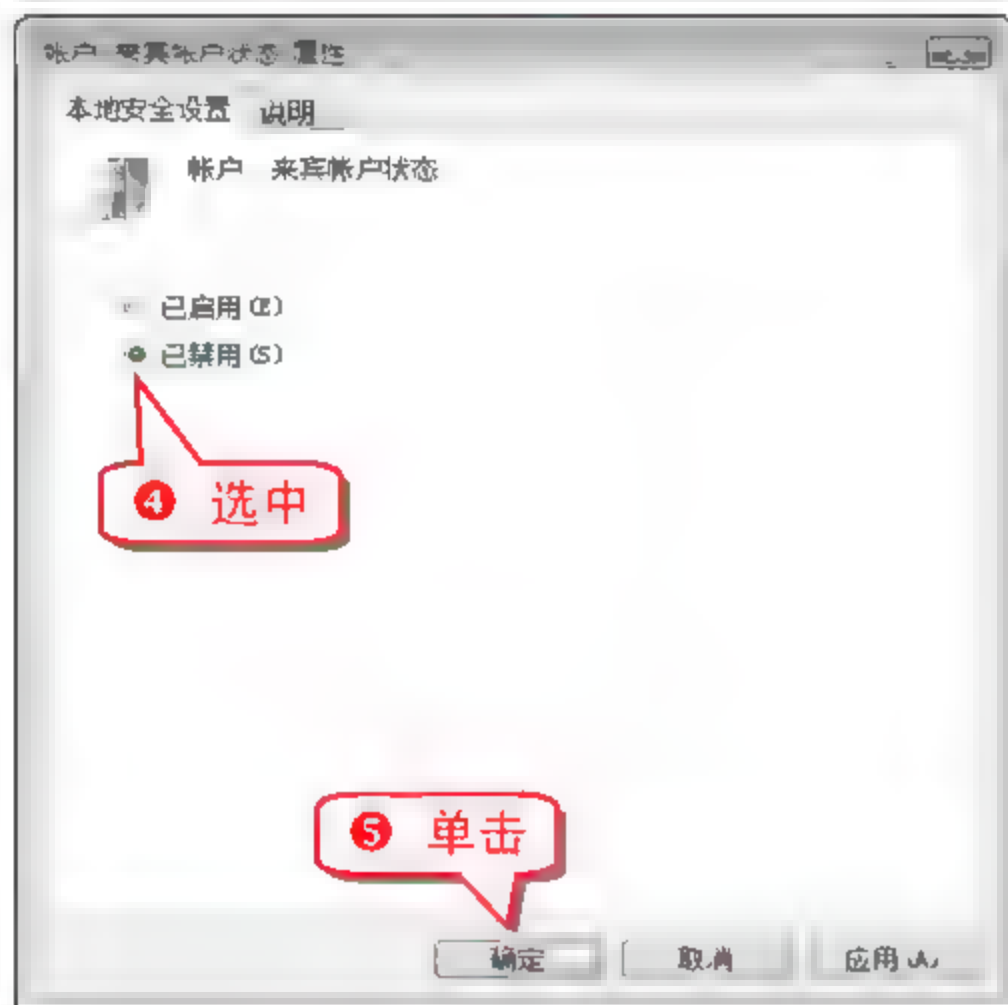 帐户 来宾帐户状态 属性
本地安全设置 说明
帐户 来宾帐户状态
已启用(E)
已禁用(S)
❹ 选中
❺ 单击
确定 取消 应用(A)